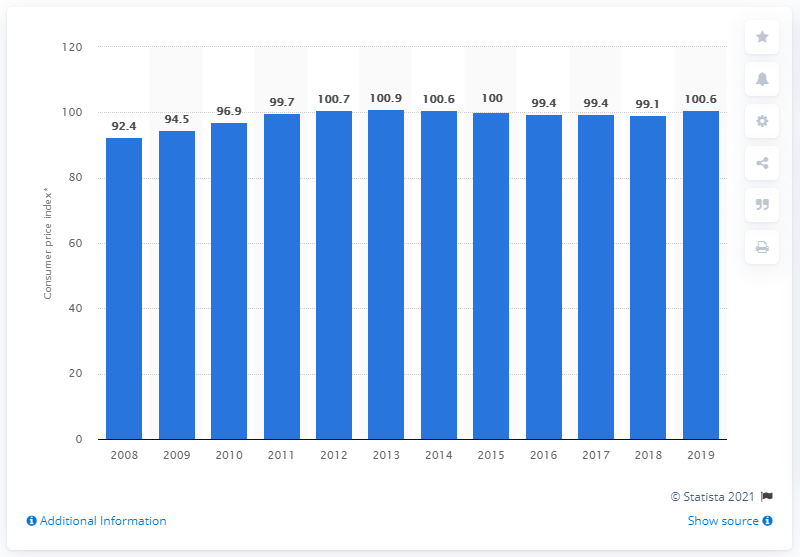 Consumer price index*
120
100
80
60
40
20
0
92.4 94.5 96.9 99.7 100.7 100.9 100.6 100 99.4 99.4 99.1 100.6
2008 2009 2010 2011 2012 2013 2014 2015 2016 2017 2018 2019
© Statista 2021
Additional Information
Show source